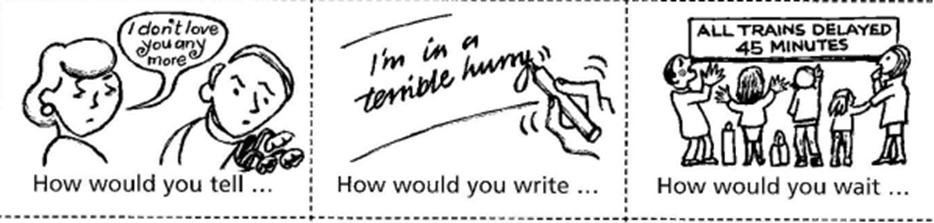 I don't love
you any
more
How would you tell ...
I'm in a
terrible hurry
How would you write ...
ALL TRAINS DELAYED
45 MINUTES
How would you wait ...